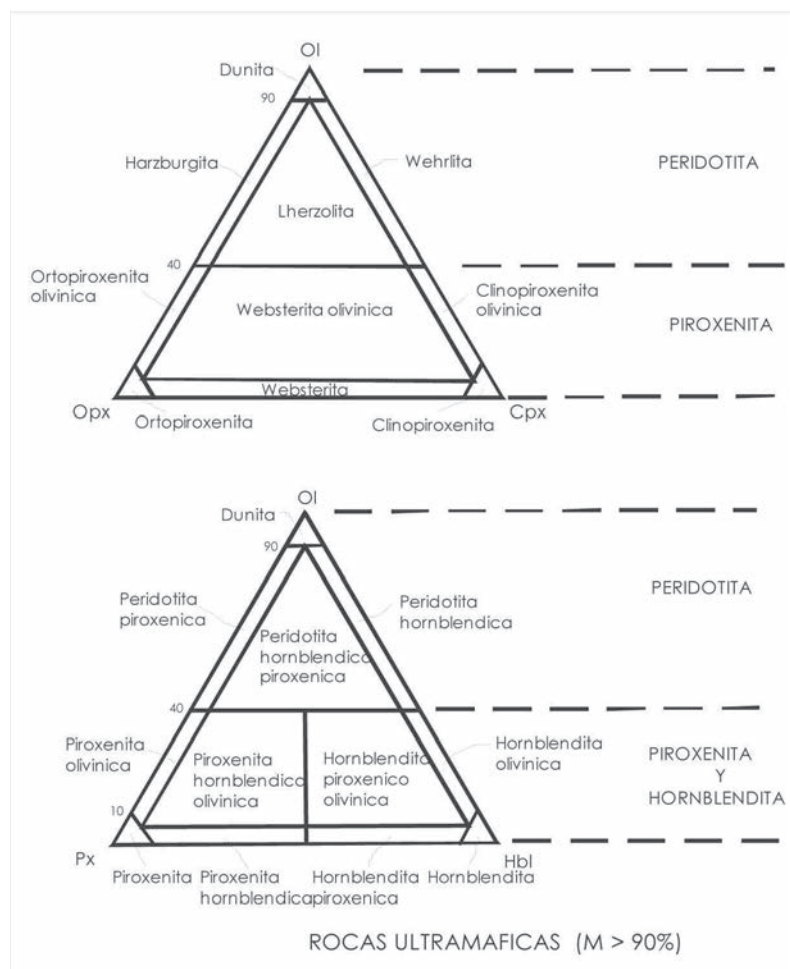 Ol
Dunita
90
Harzburgita
Wehrlita
PERIDOTITA
Lherzolita
40
Ortopiroxenita
olivinica
Websterita olivinica
Clinopiroxenita
olivinica
PIROXENITA
Websterita
Opx
Cpx
Ortopiroxenita
Clinopiroxenita
Ol
Dunita
90
Peridotita
piroxenica
Peridotita
hornblendica
PERIDOTITA
Peridotita
hornblendico
piroxenica
40
Piroxenita
olivinica
Piroxenita
hornblendico
olivinica
Hornblendita
piroxenico
olivinica
Hornblendita
olivinica
PIROXENITA
Y
HORNBLENDITA
10
Px
Hbl
Piroxenita
Piroxenita
hornblendica
Hornblendita
piroxenica
Hornblendita
ROCAS ULTRAMAFICAS (M > 90%)